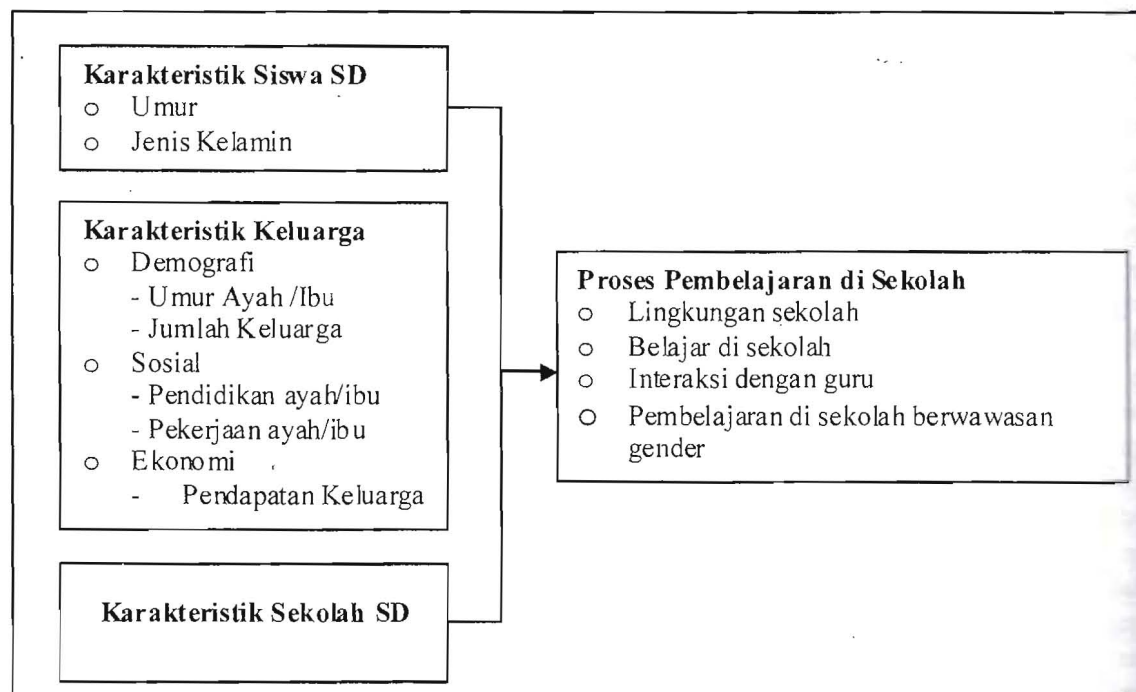 Karakteristik Siswa SD
o Umur
o Jenis Kelamin
Karakteristik Keluarga
o Demografi
- Umur Ayah /Ibu
- Jumlah Keluarga
o Sosial
- Pendidikan ayah/ibu
- Pekerjaan ayah/ibu
o Ekonomi
- Pendapatan Keluarga
Karakteristik Sekolah SD
Proses Pembelajaran di Sekolah
o Lingkungan sekolah
o Belajar di sekolah
o Interaksi dengan guru
o Pembelajaran di sekolah berwawasan
gender